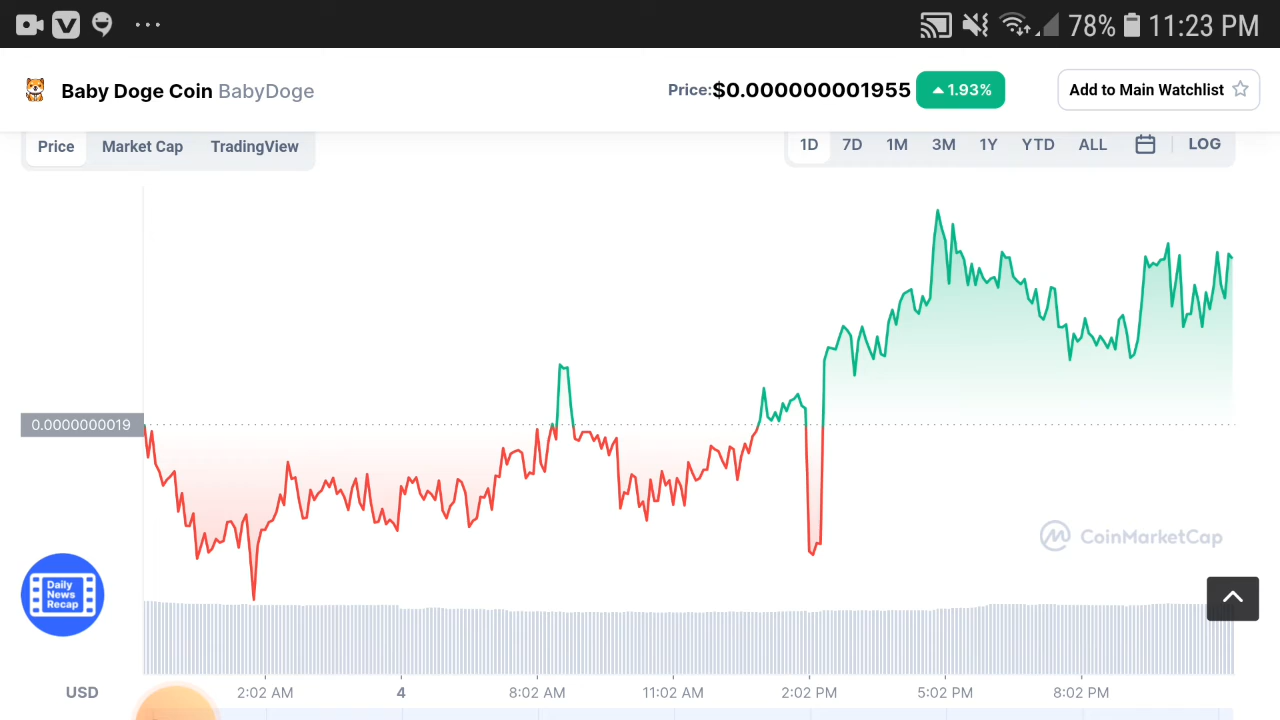 78% 11:23 PM
Baby Doge Coin BabyDoge
Price:$0.000000001955 1.93%
Add to Main Watchlist
Price Market Cap TradingView
1D 7D 1M 3M 1Y YTD ALL LOG
0.0000000019
CoinMarketCap
Daily
News
Recap
USD
2:02 AM 4 8:02 AM 11:02 AM 2:02 PM 5:02 PM 8:02 PM